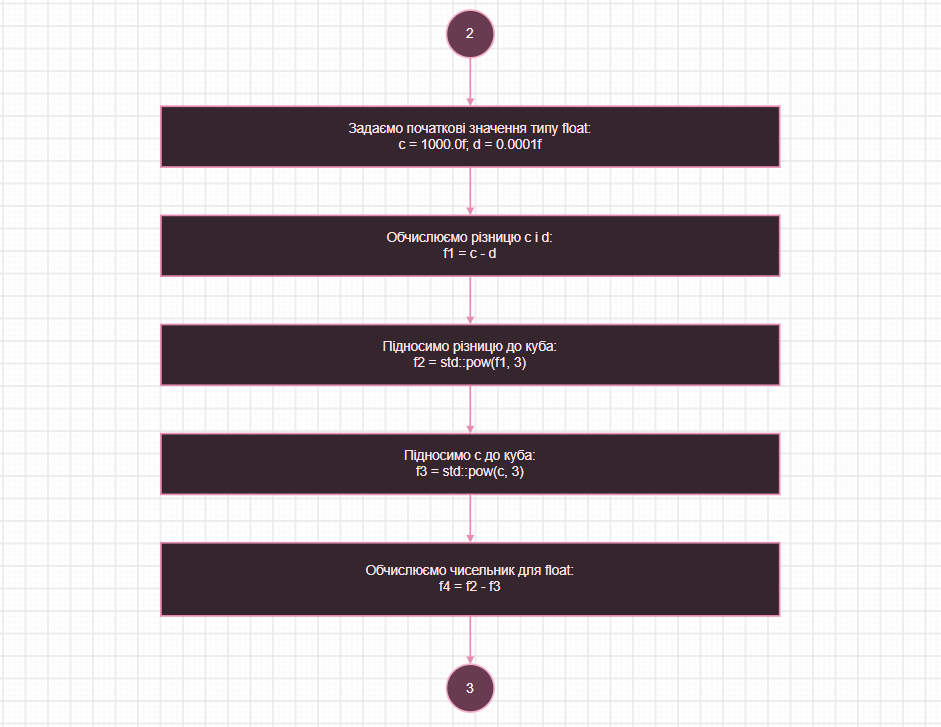 2
Задаємо початкові значення типу float:
c = 1000.0f; d = 0.0001f
Обчислюємо різницю c і d:
f1 = c - d
Підносимо різницю до куба:
f2 = std::pow(f1, 3)
Підносимо c до куба:
f3 = std::pow(c, 3)
Обчислюємо чисельник для float:
f4 = f2 - f3
3